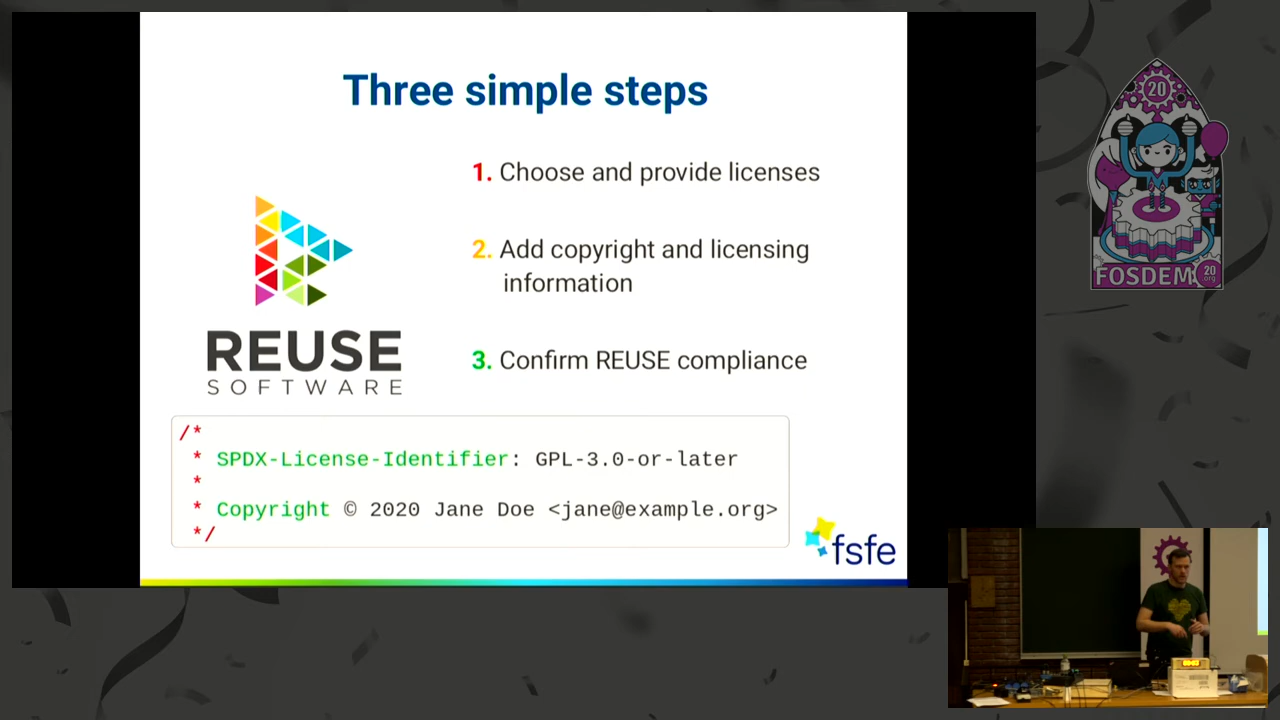 Three simple steps
1. Choose and provide licenses
2. Add copyright and licensing
information
3. Confirm REUSE compliance
REUSE
SOFTWARE
/*
* SPDX-License-Identifier: GPL-3.0-or-later
*
* Copyright © 2020 Jane Doe <jane@example.org>
*/
fsfe
20
FOSDEM
20
.org